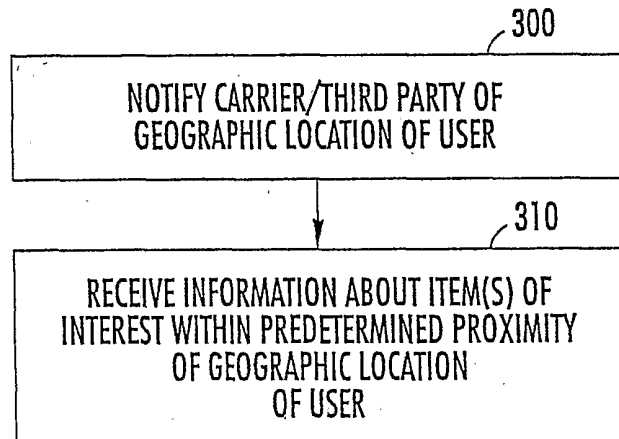 300
NOTIFY CARRIER/THIRD PARTY OF
GEOGRAPHIC LOCATION OF USER
310
RECEIVE INFORMATION ABOUT ITEM(S) OF
INTEREST WITHIN PREDETERMINED PROXIMITY
OF GEOGRAPHIC LOCATION
OF USER